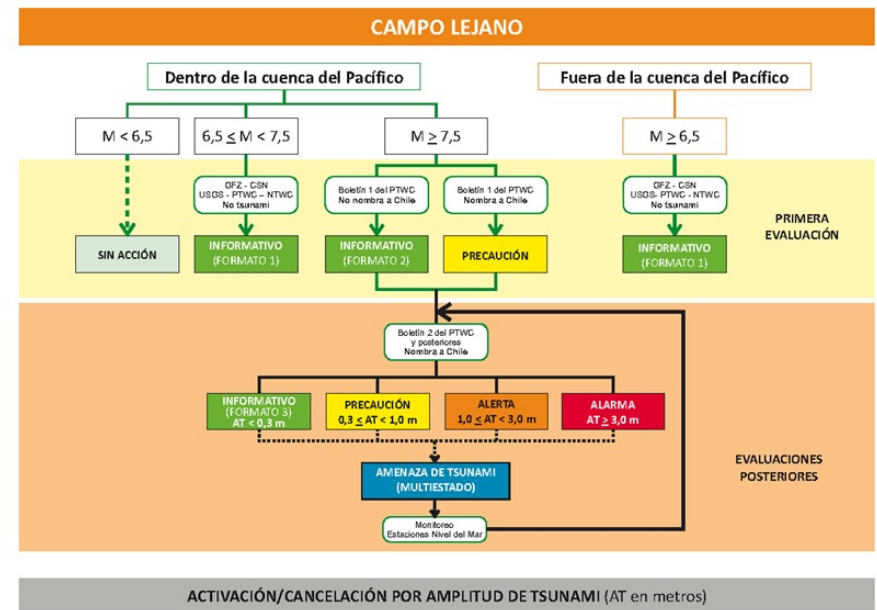 CAMPO LEJANO
Dentro de la cuenca del Pacífico
Fuera de la cuenca del Pacífico
M < 6,5
6,5 ≤ M < 7,5
M ≥ 7,5
M ≥ 6,5
GFZ - CSN
USGS - PTWC - NTWC
No tsunami
Boletín 1 del PTWC
No nombra a Chile
Boletín 1 del PTWC
Nombra a Chile
GFZ - CSN
USGS- PTWC - NTWC
No tsunami
PRIMERA
EVALUACIÓN
SIN ACCIÓN
INFORMATIVO
(FORMATO 1)
INFORMATIVO
(FORMATO 2)
PRECAUCIÓN
INFORMATIVO
(FORMATO 1)
Boletín 2 del PTWC
y posteriores
Nombra a Chile
INFORMATIVO
(FORMATO 3)
AT < 0,3 m
PRECAUCIÓN
0,3 ≤ AT < 1,0 m
ALERTA
1,0 ≤ AT < 3,0 m
ALARMA
AT ≥ 3,0 m
AMENAZA DE TSUNAMI
(MULTIESTADO)
EVALUACIONES
POSTERIORES
Monitoreo
Estaciones Nivel del Mar
ACTIVACIÓN/CANCELACIÓN POR AMPLITUD DE TSUNAMI (AT en metros)